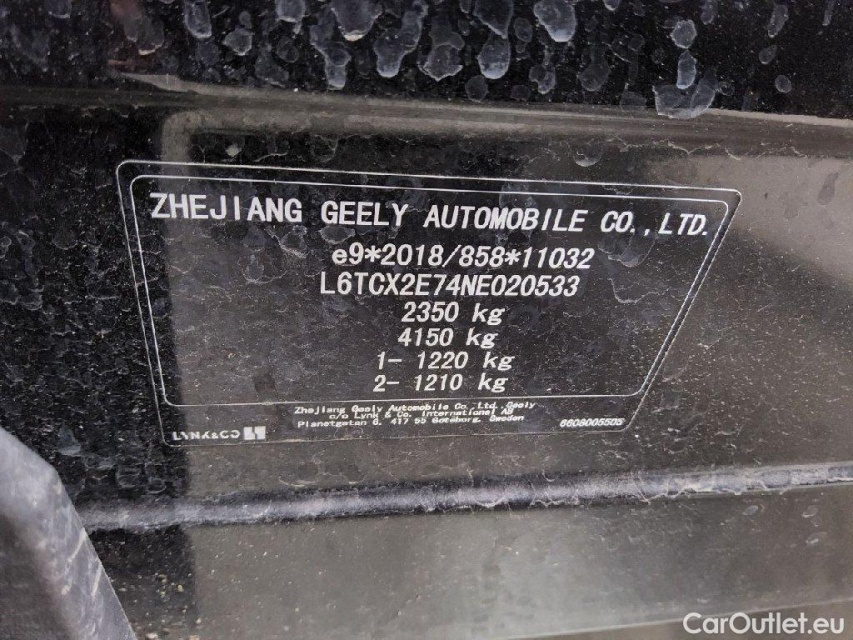 ZHEJIANG GEELY AUTOMOBILE CO.,LTD.
e9*2018/858*11032
L6TCX2E74NE020533
2350 kg
4150 kg
1- 1220 kg
2- 1210 kg
Zhejiang Geely Automobile Co. Ltd. Geely
c/o Lynk & Co. International AB
Planetgatan 6, 417 55 Göteborg, Sweden
LYNK&CO
6608005505
CarOutlet.eu